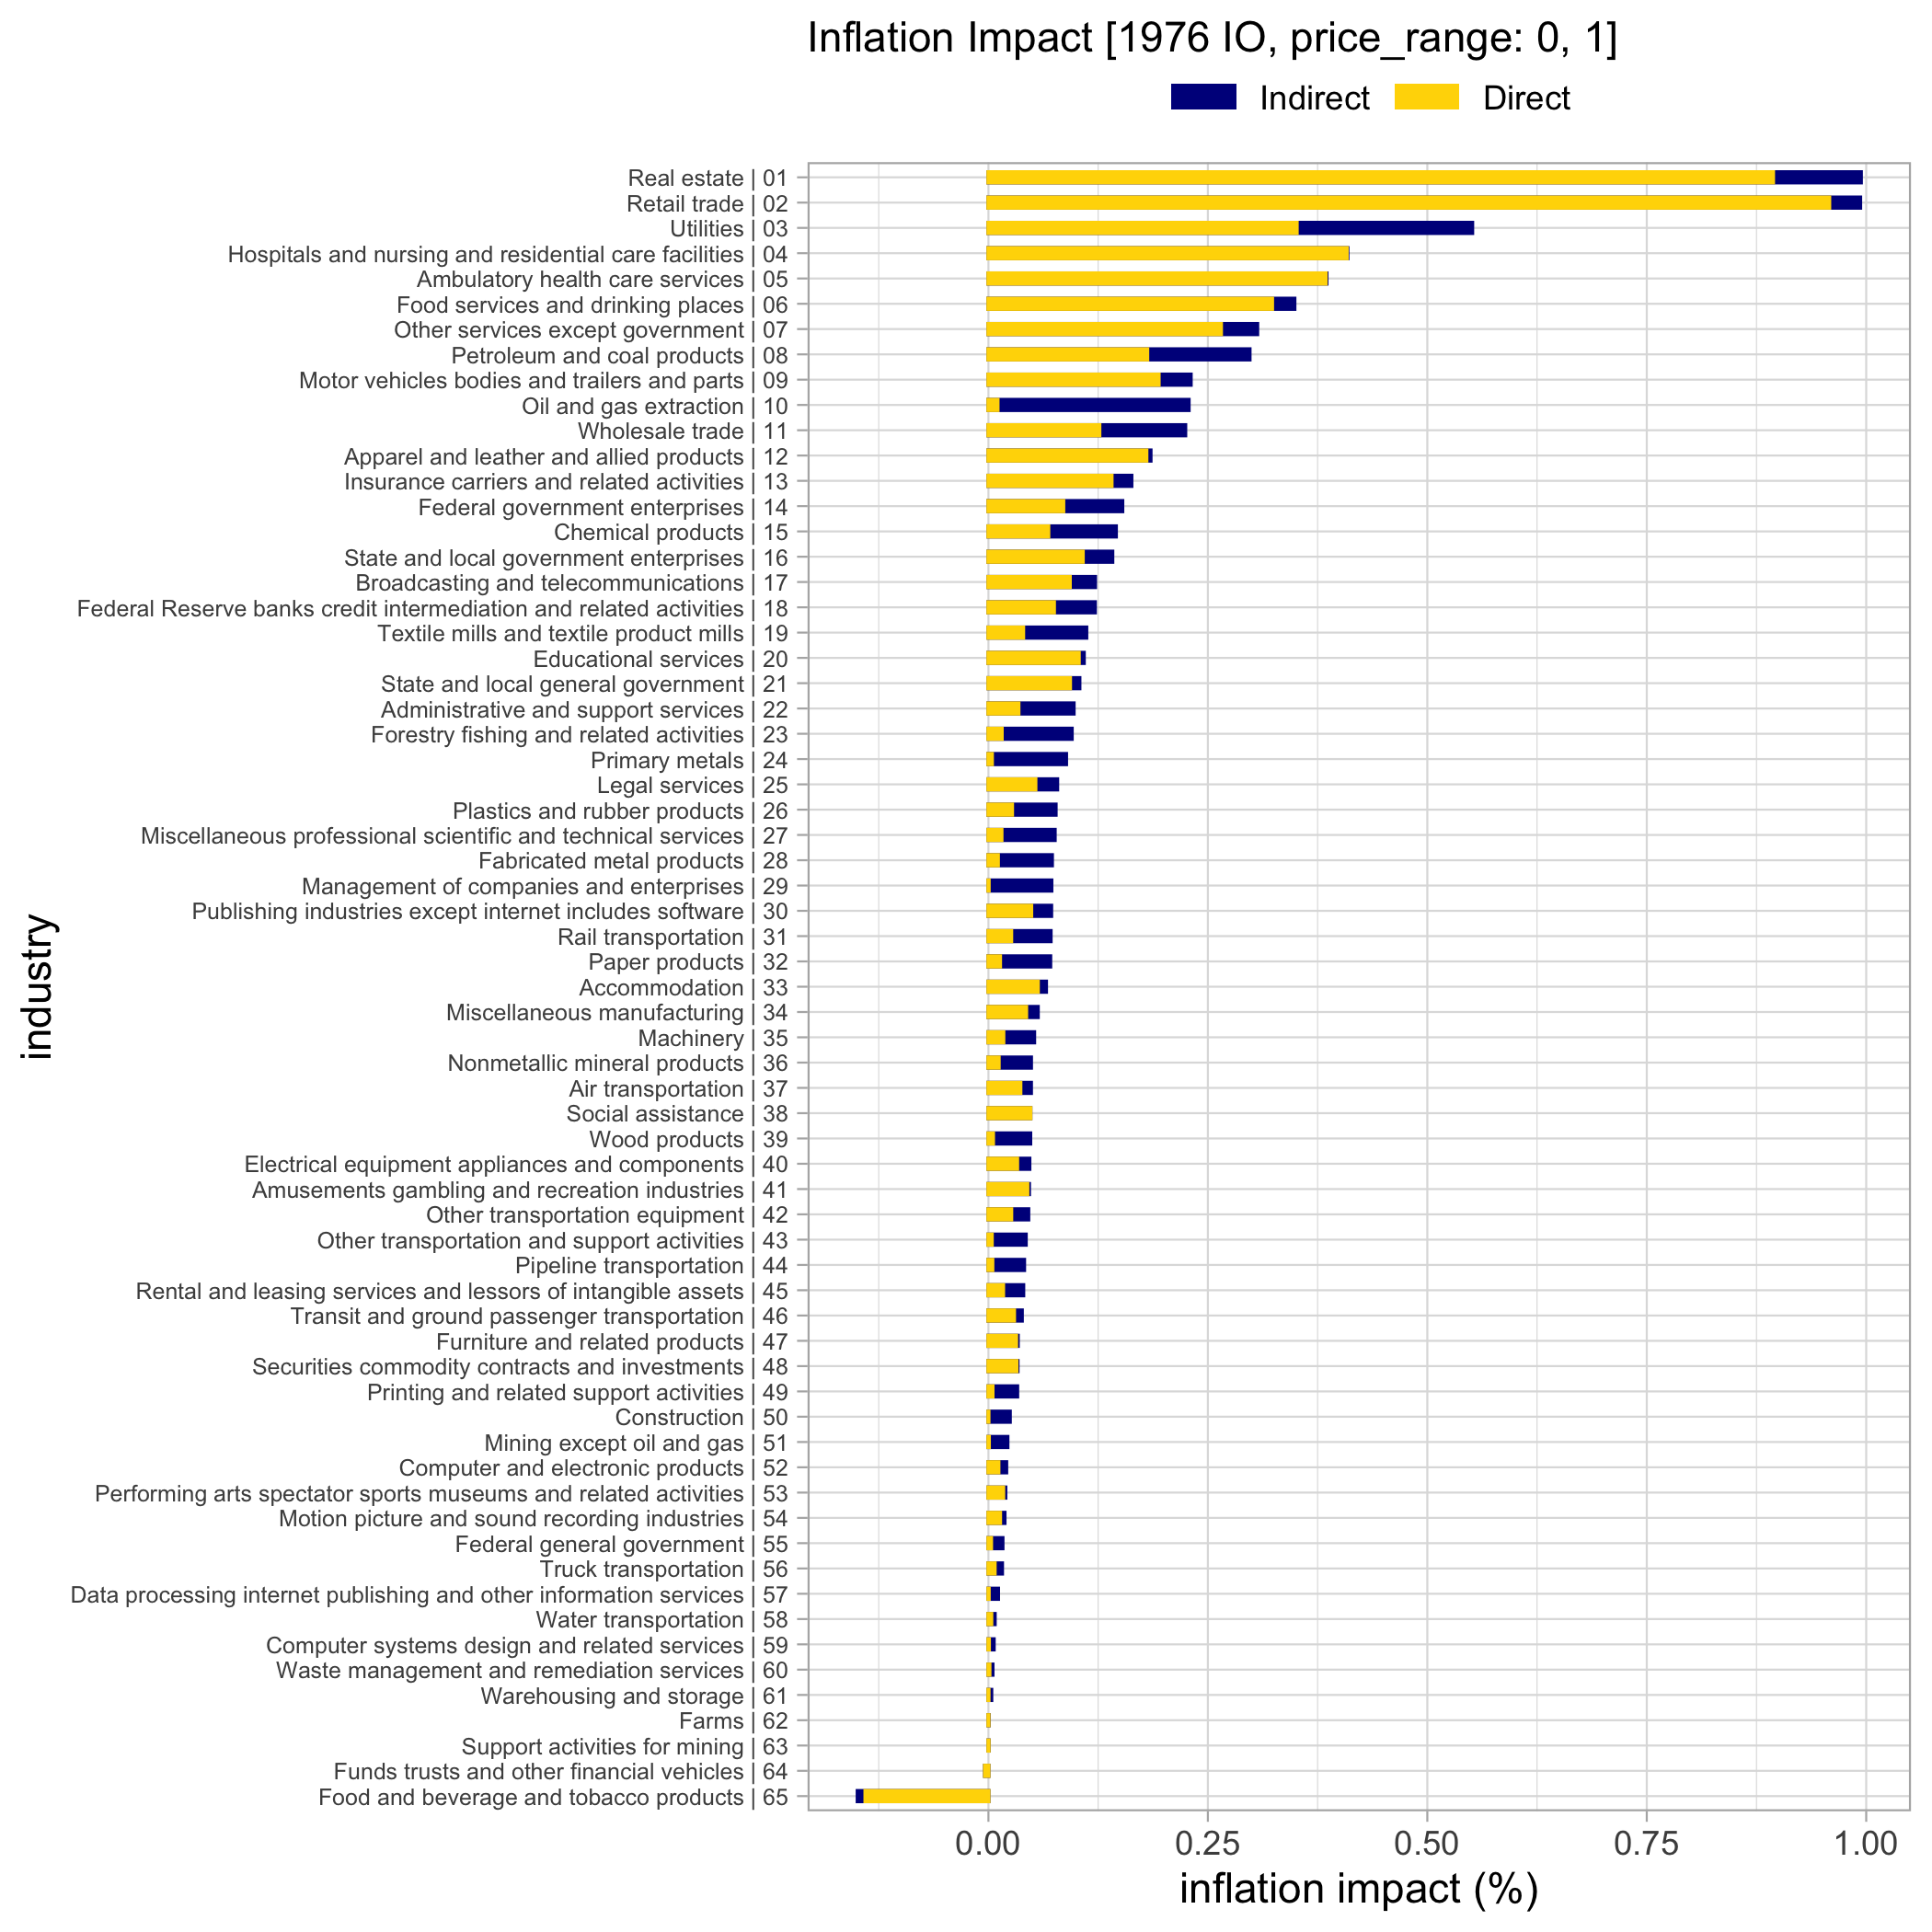 Inflation Impact [1976 IO, price_range: 0, 1]
Indirect Direct
Real estate | 01
Retail trade | 02
Utilities | 03
Hospitals and nursing and residential care facilities | 04
Ambulatory health care services | 05
Food services and drinking places | 06
Other services except government | 07
Petroleum and coal products | 08
Motor vehicles bodies and trailers and parts | 09
Oil and gas extraction | 10
Wholesale trade | 11
Apparel and leather and allied products | 12
Insurance carriers and related activities | 13
Federal government enterprises | 14
Chemical products | 15
State and local government enterprises | 16
Broadcasting and telecommunications | 17
Federal Reserve banks credit intermediation and related activities | 18
Textile mills and textile product mills | 19
Educational services | 20
State and local general government | 21
Administrative and support services | 22
Forestry fishing and related activities | 23
Primary metals | 24
Legal services | 25
Plastics and rubber products | 26
Miscellaneous professional scientific and technical services | 27
Fabricated metal products | 28
Management of companies and enterprises | 29
Publishing industries except internet includes software | 30
Rail transportation | 31
Paper products | 32
Accommodation | 33
Miscellaneous manufacturing | 34
Machinery | 35
Nonmetallic mineral products | 36
Air transportation | 37
Social assistance | 38
Wood products | 39
Electrical equipment appliances and components | 40
Amusements gambling and recreation industries | 41
Other transportation equipment | 42
Other transportation and support activities | 43
Pipeline transportation | 44
Rental and leasing services and lessors of intangible assets | 45
Transit and ground passenger transportation | 46
Furniture and related products | 47
Securities commodity contracts and investments | 48
Printing and related support activities | 49
Construction | 50
Mining except oil and gas | 51
Computer and electronic products | 52
Performing arts spectator sports museums and related activities | 53
Motion picture and sound recording industries | 54
Federal general government | 55
Truck transportation | 56
Data processing internet publishing and other information services | 57
Water transportation | 58
Computer systems design and related services | 59
Waste management and remediation services | 60
Warehousing and storage | 61
Farms | 62
Support activities for mining | 63
Funds trusts and other financial vehicles | 64
Food and beverage and tobacco products | 65
industry
0.00 0.25 0.50 0.75 1.00
inflation impact (%)